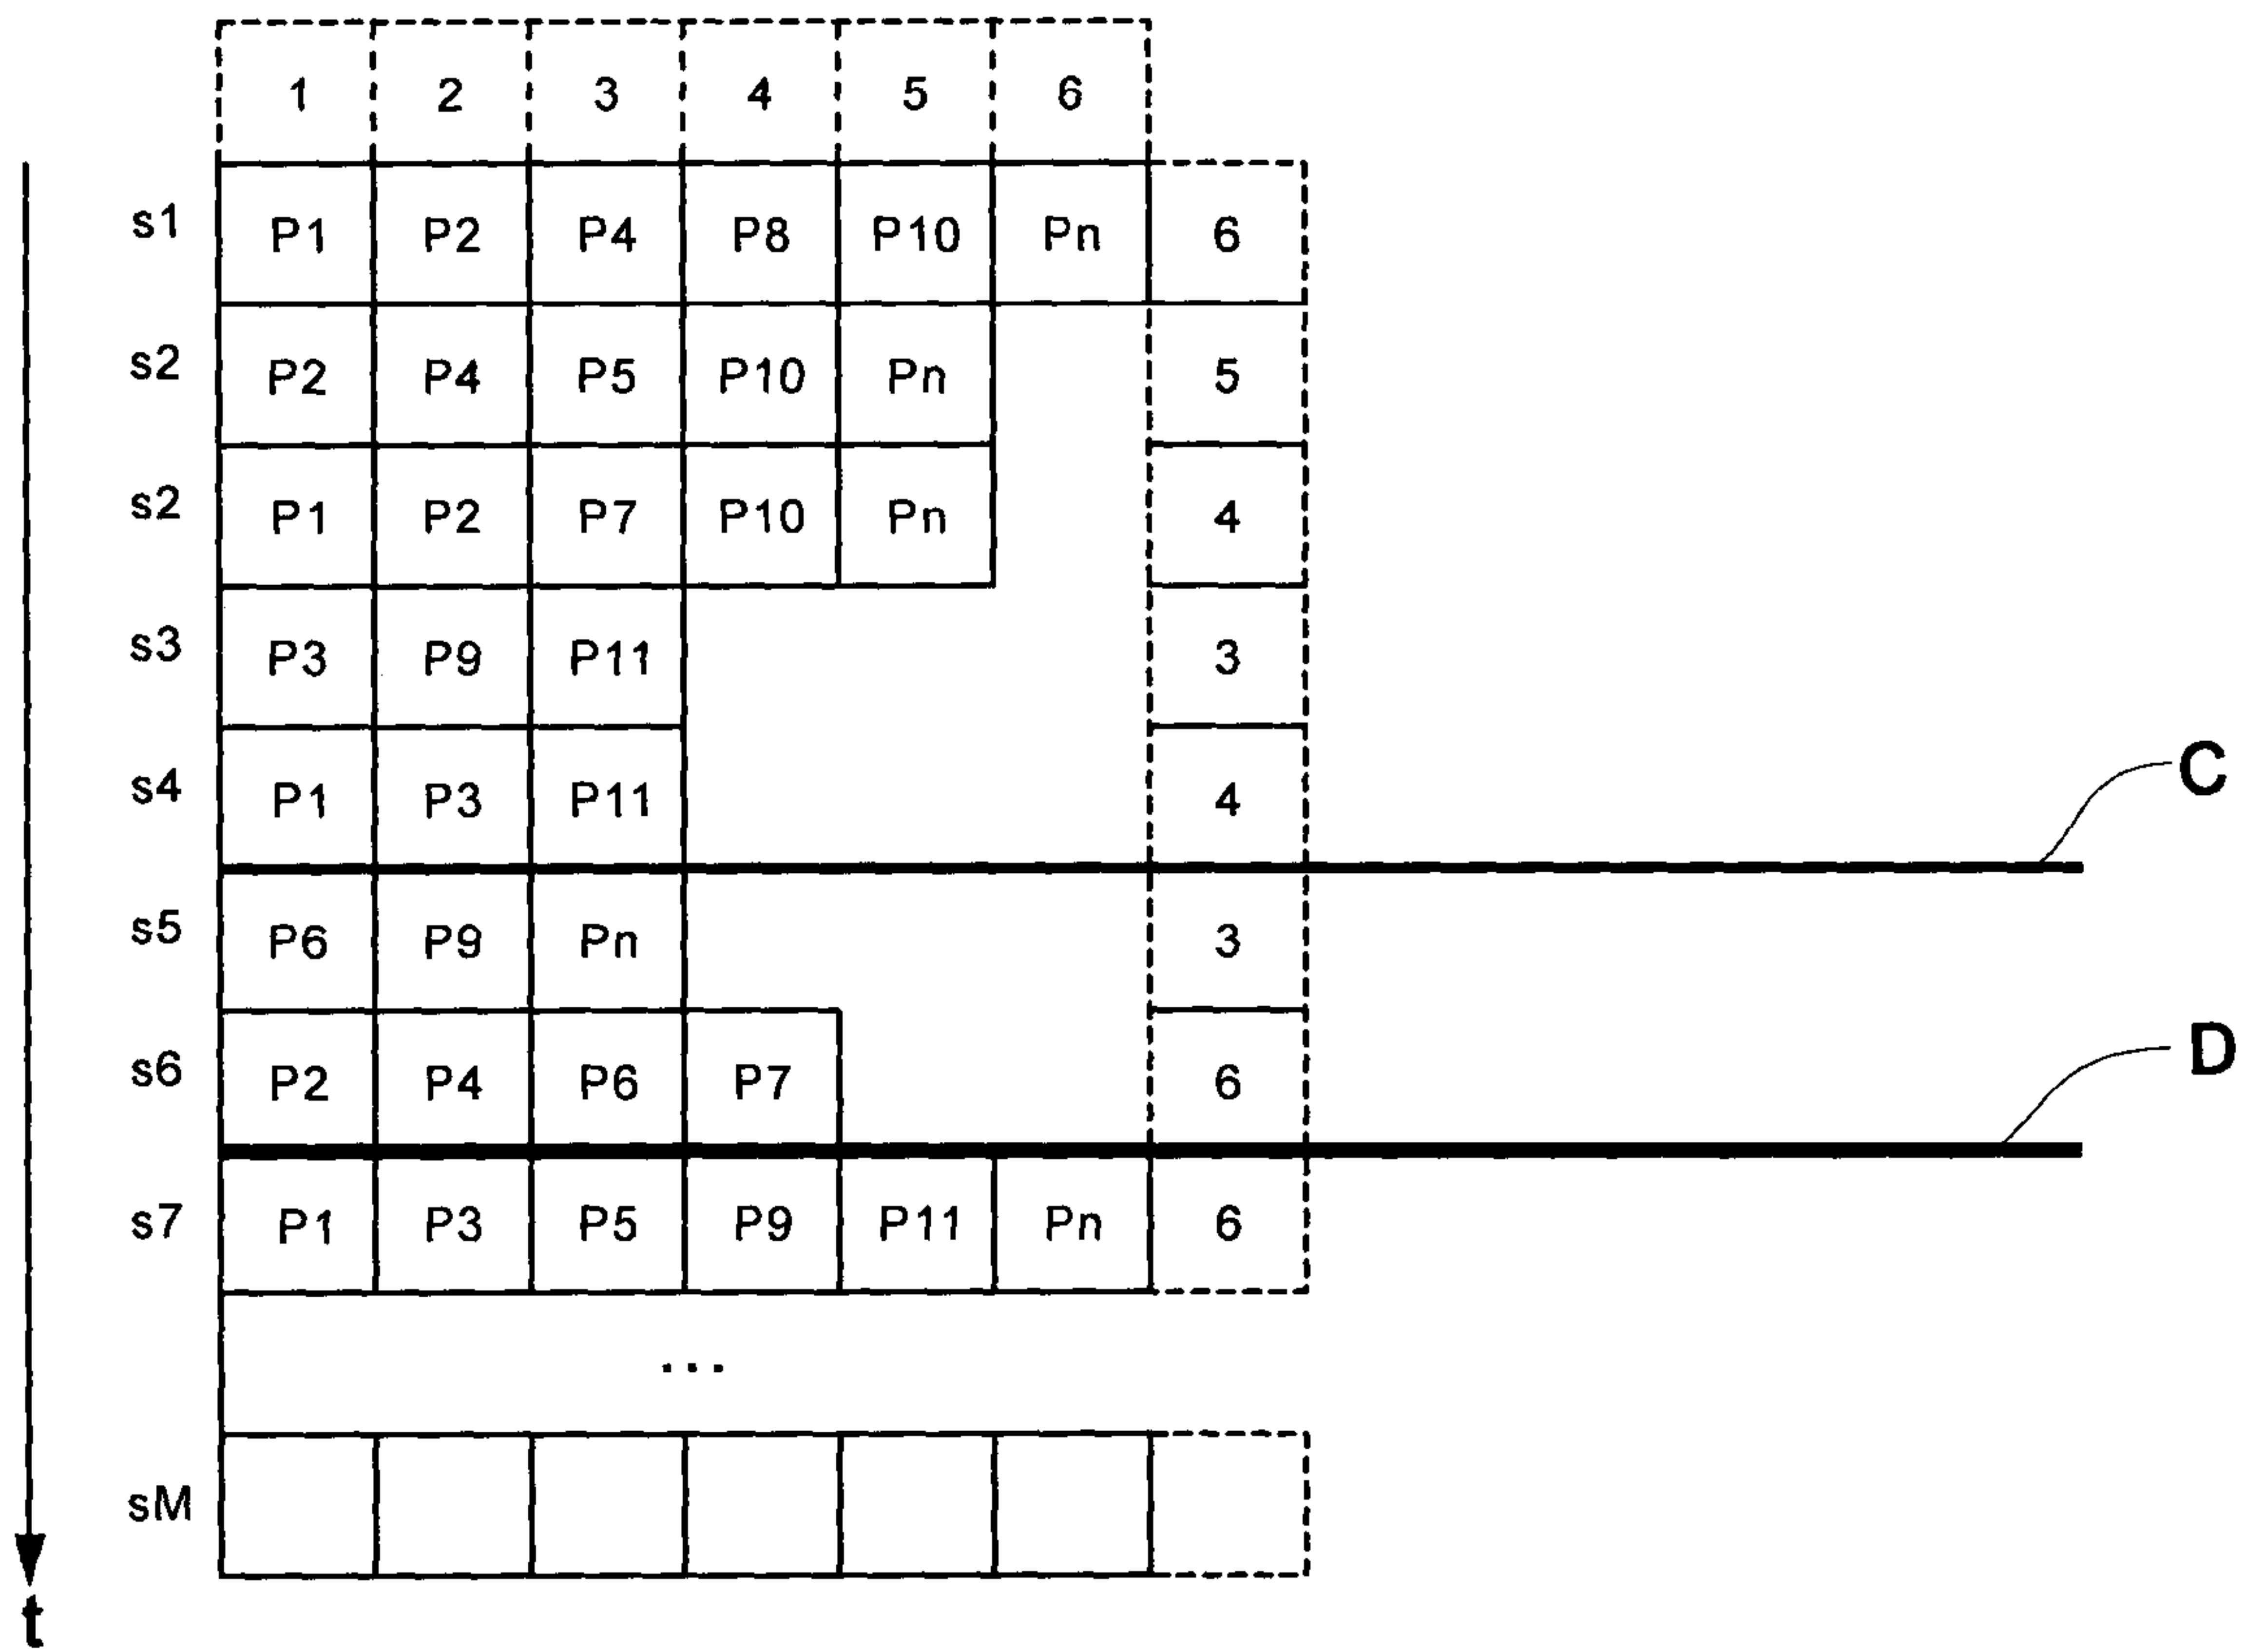 1 2 3 4 5 6
s1 P1 P2 P4 P8 P10 Pn 6
s2 P2 P4 P5 P10 Pn 5
s2 P1 P2 P7 P10 Pn 4
s3 P3 P9 P11 3
s4 P1 P3 P11 4
C
s5 P6 P9 Pn 3
s6 P2 P4 P6 P7 6
D
s7 P1 P3 P5 P9 P11 Pn 6
...
sM
t